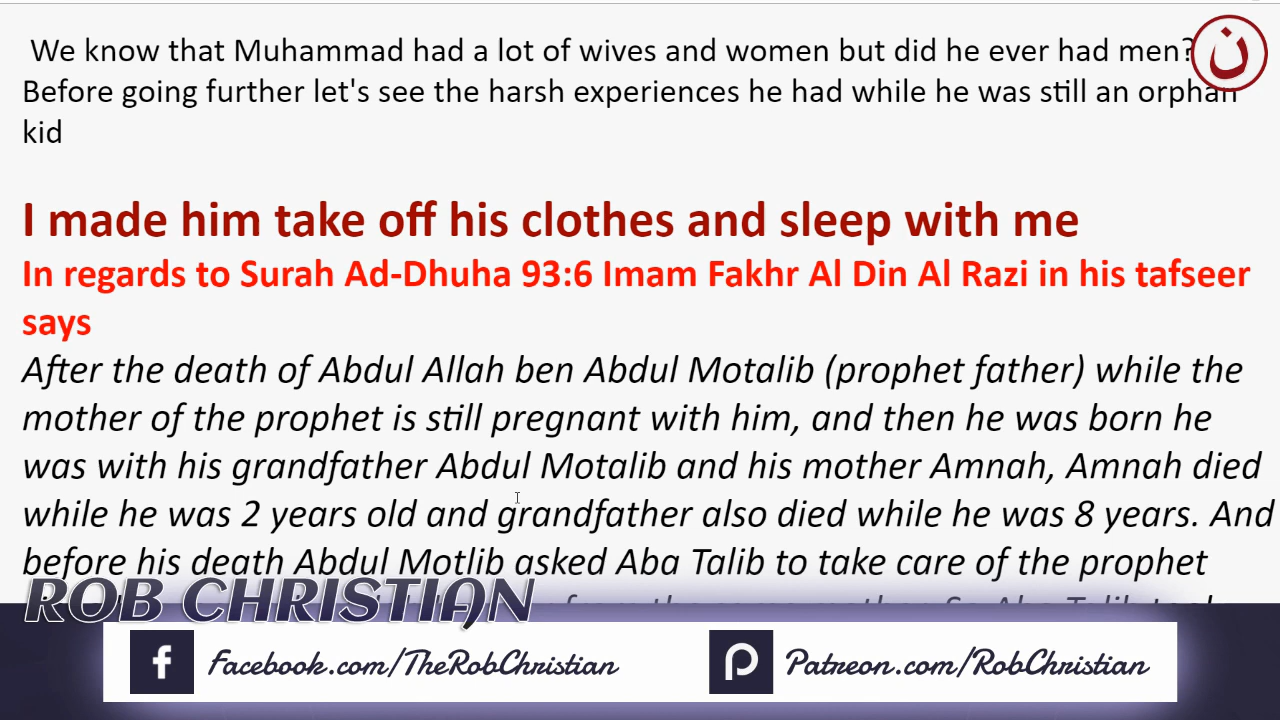 We know that Muhammad had a lot of wives and women but did he ever had men?
ن
Before going further let's see the harsh experiences he had while he was still an orphan
kid
I made him take off his clothes and sleep with me
In regards to Surah Ad-Dhuha 93:6 Imam Fakhr Al Din Al Razi in his tafseer
says
After the death of Abdul Allah ben Abdul Motalib (prophet father) while the
mother of the prophet is still pregnant with him, and then he was born he
was with his grandfather Abdul Motalib and his mother Amnah, Amnah died
while he was 2 years old and grandfather also died while he was 8 years. And
before his death Abdul Motlib asked Aba Talib to take care of the prophet
from the same mother. So Aba Talib
ROB CHRISTIAN
Facebook.com/TheRobChristian
Patreon.com/RobChristian